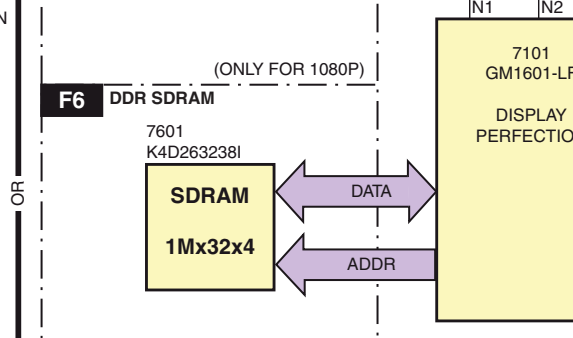 N
N1 N2
7101
GM1601-LF
DISPLAY
PERFECTIO
(ONLY FOR 1080P)
F6 DDR SDRAM
7601
K4D263238I
SDRAM
1Mx32x4
DATA
ADDR
OR